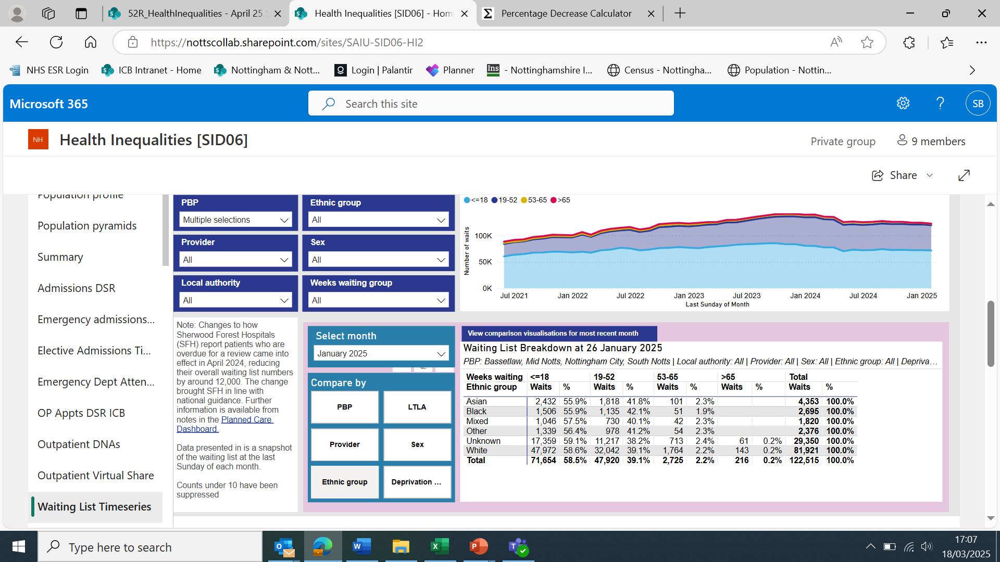 52R_HealthInequalities - April 25
Health Inequalities [SID06] - Hom
Percentage Decrease Calculator
https://nottscollab.sharepoint.com/sites/SAIU-SID06-HI2
NHS ESR Login
ICB Intranet - Home
Nottingham & Nott...
Login | Palantir
Planner
Ins - Nottinghamshire I...
Census - Nottingha...
Population - Nottin...
Microsoft 365
Search this site
SB
NH
Health Inequalities [SID06]
Private group
9 members
Share
Population profile
Population pyramids
Summary
Admissions DSR
Emergency admissions...
Elective Admissions Ti...
Emergency Dept Atten...
OP Appts DSR ICB
Outpatient DNAs
Outpatient Virtual Share
Waiting List Timeseries
PBP
Multiple selections
Ethnic group
All
Provider
All
Sex
All
Local authority
All
Weeks waiting group
All
<=18 19-52 53-65 >65
Number of waits
100K
50K
0K
Jul 2021 Jan 2022 Jul 2022 Jan 2023 Jul 2023 Jan 2024 Jul 2024 Jan 2025
Last Sunday of Month
Note: Changes to how
Sherwood Forest Hospitals
(SFH) report patients who are
overdue for a review came into
effect in April 2024, reducing
their overall waiting list numbers
by around 12,000. The change
brought SFH in line with
national guidance. Further
information is available from
notes in the Planned Care
Dashboard.
Data presented in is a snapshot
of the waiting list at the last
Sunday of each month.
Counts under 10 have been
suppressed
Select month
January 2025
Compare by
PBP
LTLA
Provider
Sex
Ethnic group
Deprivation ...
View comparison visualisations for most recent month
Waiting List Breakdown at 26 January 2025
PBP: Bassetlaw, Mid Notts, Nottingham City, South Notts | Local authority: All | Provider: All | Sex: All | Ethnic group: All | Depriva...
Weeks waiting <=18 19-52 53-65 >65 Total
Ethnic group Waits % Waits % Waits % Waits % Waits %
Asian 2,432 55.9% 1,818 41.8% 101 2.3% 4,353 100.0%
Black 1,506 55.9% 1,135 42.1% 51 1.9% 2,695 100.0%
Mixed 1,046 57.5% 730 40.1% 42 2.3% 1,820 100.0%
Other 1,339 56.4% 978 41.2% 54 2.3% 2,376 100.0%
Unknown 17,359 59.1% 11,217 38.2% 713 2.4% 61 0.2% 29,350 100.0%
White 47,972 58.6% 32,042 39.1% 1,764 2.2% 143 0.2% 81,921 100.0%
Total 71,654 58.5% 47,920 39.1% 2,725 2.2% 216 0.2% 122,515 100.0%
Type here to search
17:07
18/03/2025